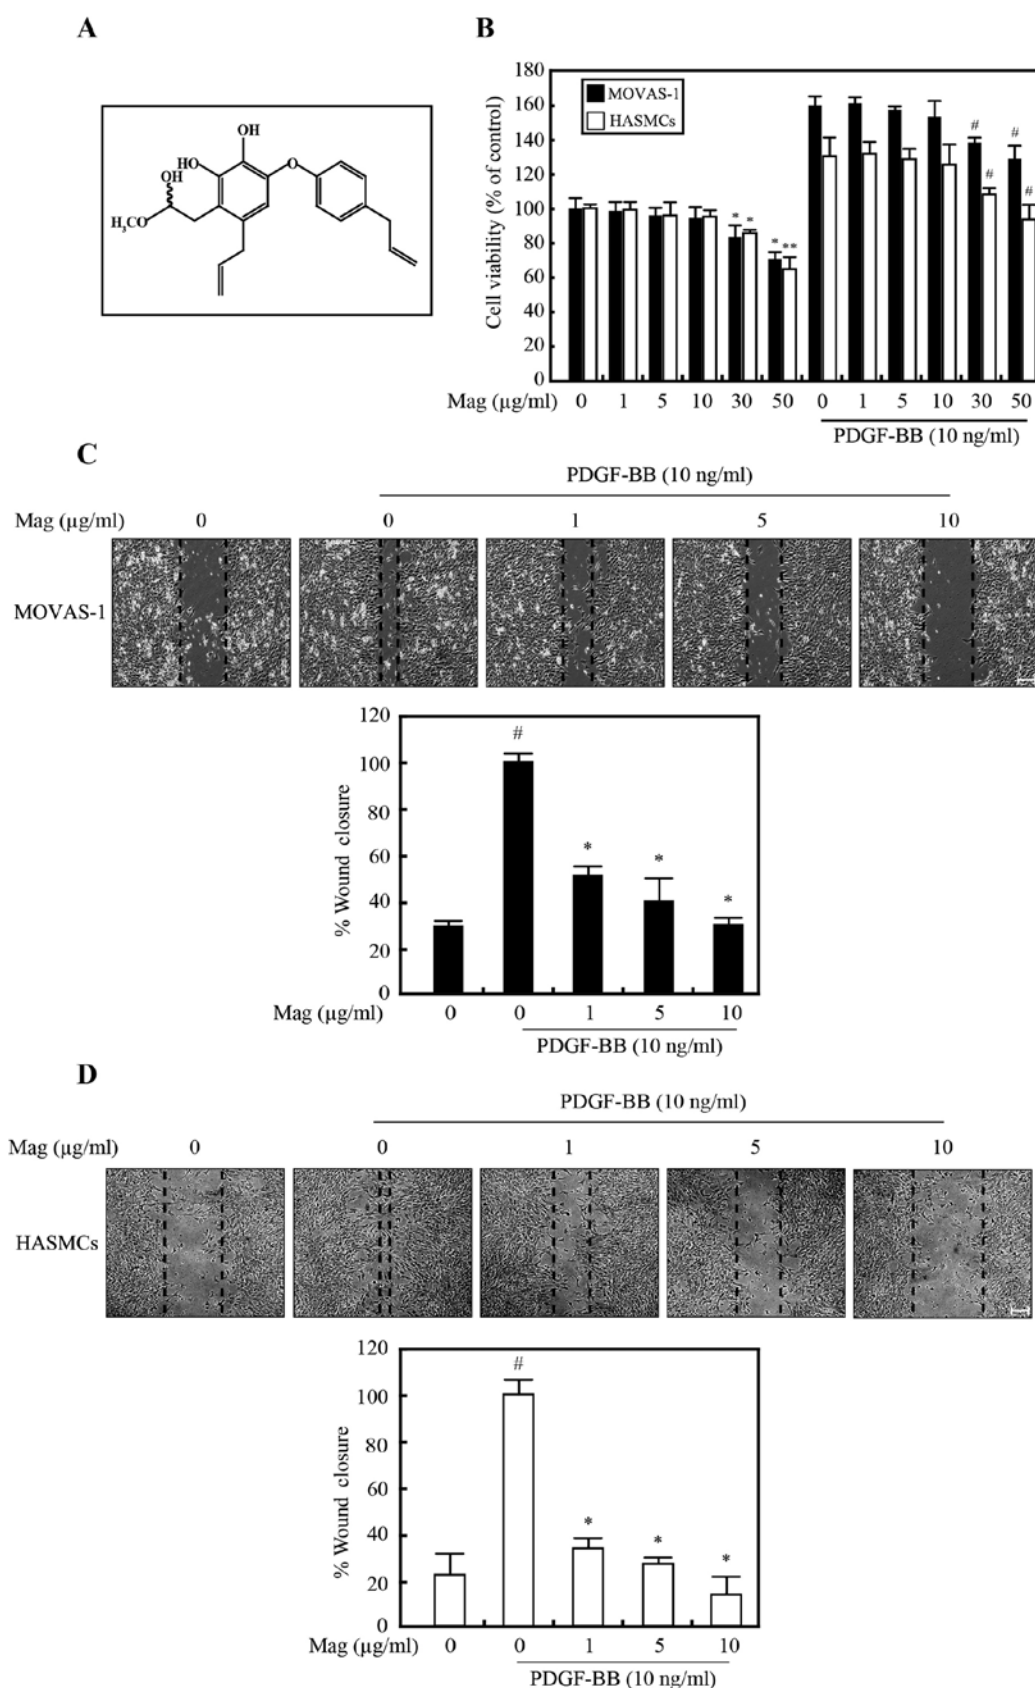 A
OH
HO
OH
O
H₃CO
B
180
160
140
120
100
80
60
40
20
0
Cell viability (% of control)
MOVAS-1
HASMCs
* * * ** # # # #
Mag (µg/ml) 0 1 5 10 30 50 0 1 5 10 30 50
PDGF-BB (10 ng/ml)
C
PDGF-BB (10 ng/ml)
Mag (µg/ml) 0 0 1 5 10
MOVAS-1
120
100
80
60
40
20
0
% Wound closure
# * * *
Mag (µg/ml) 0 0 1 5 10
PDGF-BB (10 ng/ml)
D
PDGF-BB (10 ng/ml)
Mag (µg/ml) 0 0 1 5 10
HASMCs
120
100
80
60
40
20
0
% Wound closure
# * * *
Mag (µg/ml) 0 0 1 5 10
PDGF-BB (10 ng/ml)